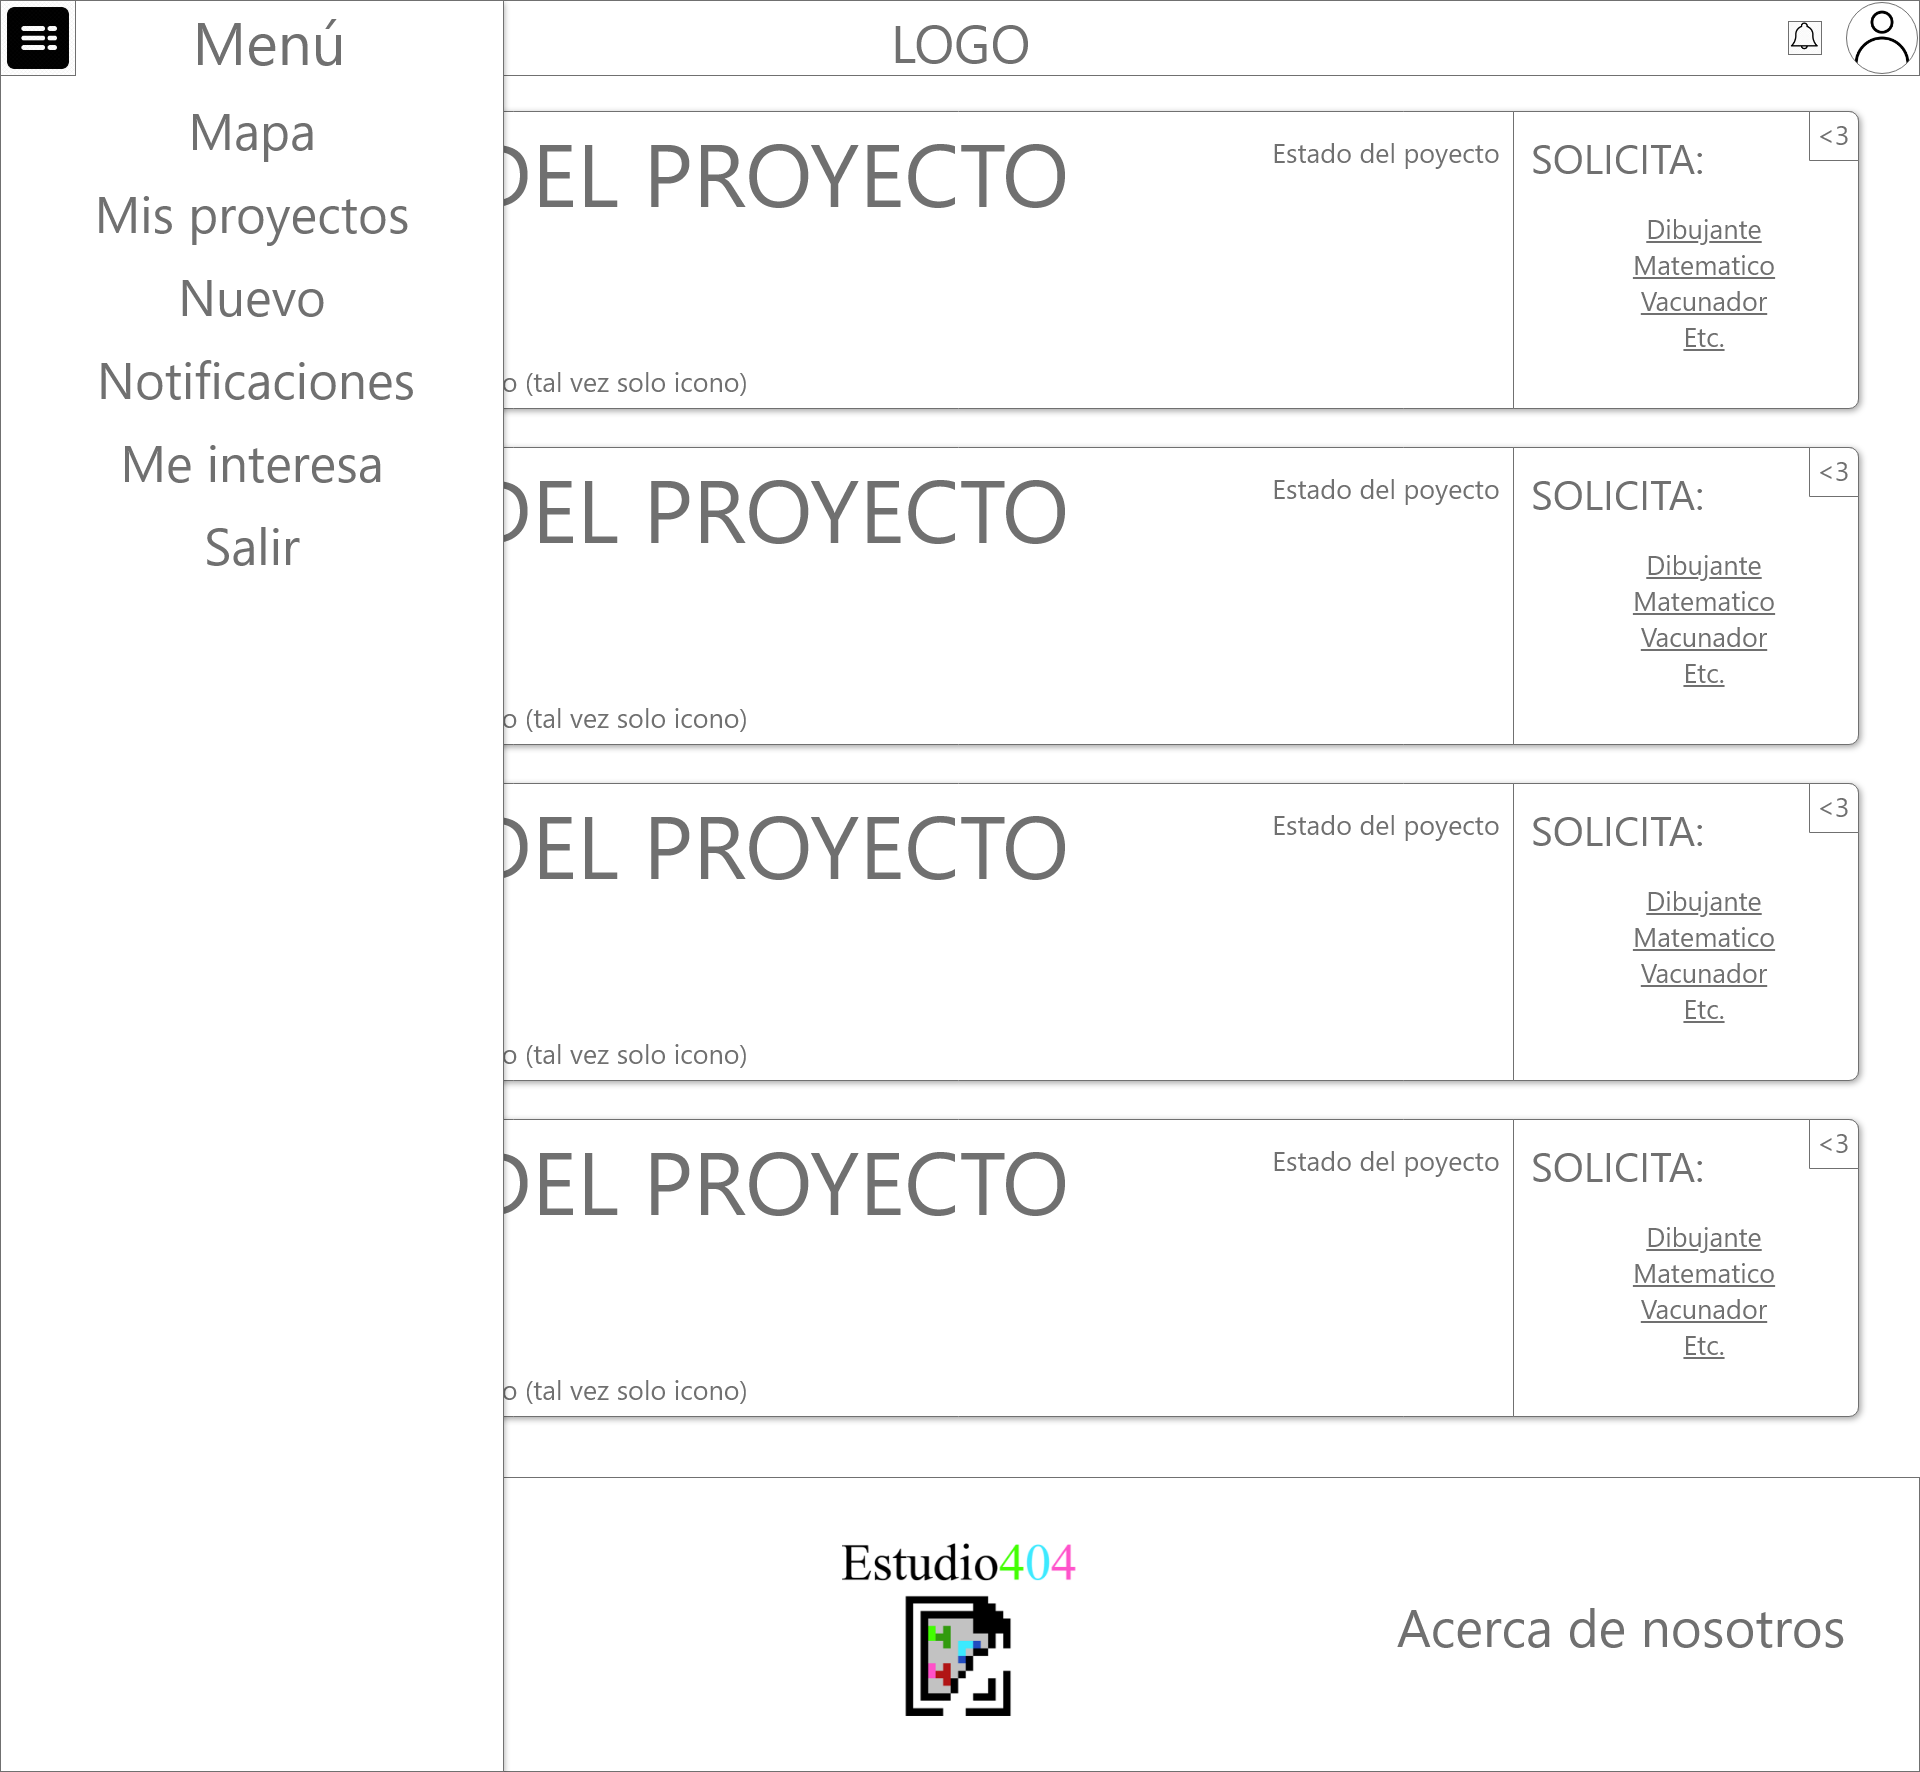 Menú
LOGO
Mapa
Mis proyectos
Nuevo
Notificaciones
Me interesa
Salir
DEL PROYECTO
Estado del poyecto
SOLICITA:
<3
Dibujante
Matematico
Vacunador
Etc.
o (tal vez solo icono)
DEL PROYECTO
Estado del poyecto
SOLICITA:
<3
Dibujante
Matematico
Vacunador
Etc.
o (tal vez solo icono)
DEL PROYECTO
Estado del poyecto
SOLICITA:
<3
Dibujante
Matematico
Vacunador
Etc.
o (tal vez solo icono)
DEL PROYECTO
Estado del poyecto
SOLICITA:
<3
Dibujante
Matematico
Vacunador
Etc.
o (tal vez solo icono)
Estudio404
Acerca de nosotros